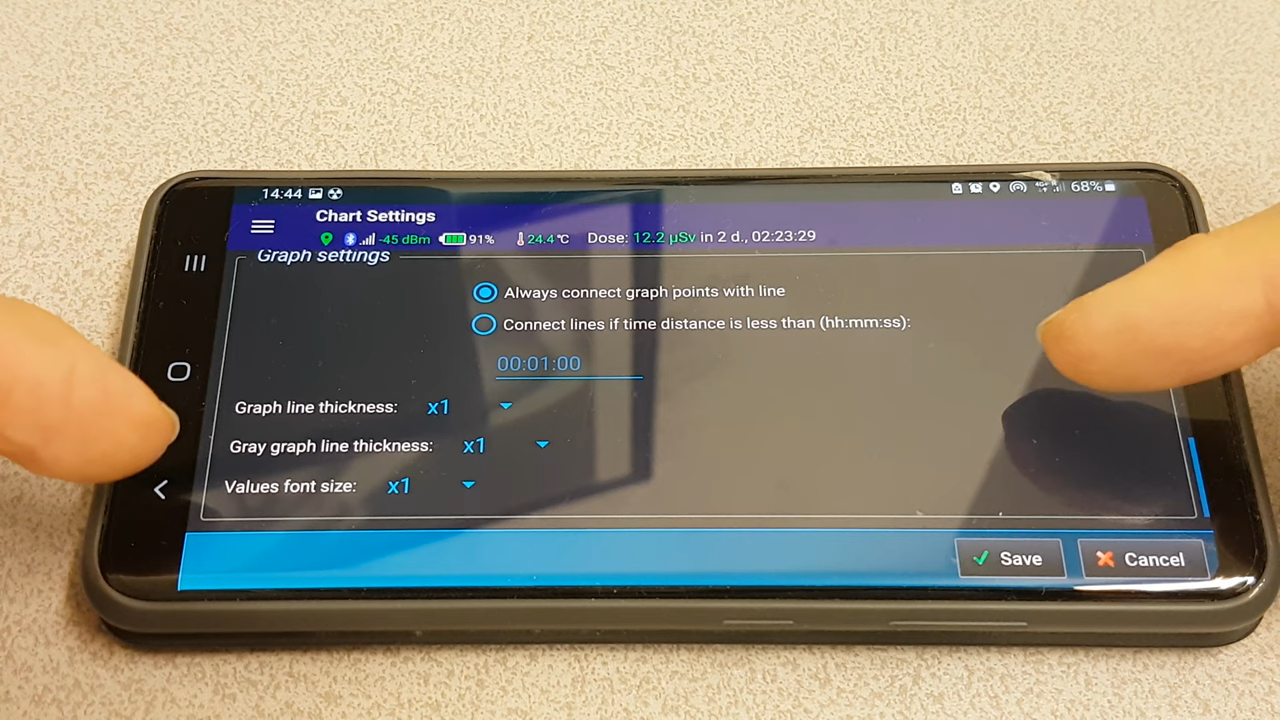 14:44 68%
Chart Settings
-45 dBm 91% 24.4°C Dose: 12.2 µSv in 2 d., 02:23:29
Graph settings
Always connect graph points with line
Connect lines if time distance is less than (hh:mm:ss):
00:01:00
Graph line thickness: x1
Gray graph line thickness: x1
Values font size: x1
Save Cancel